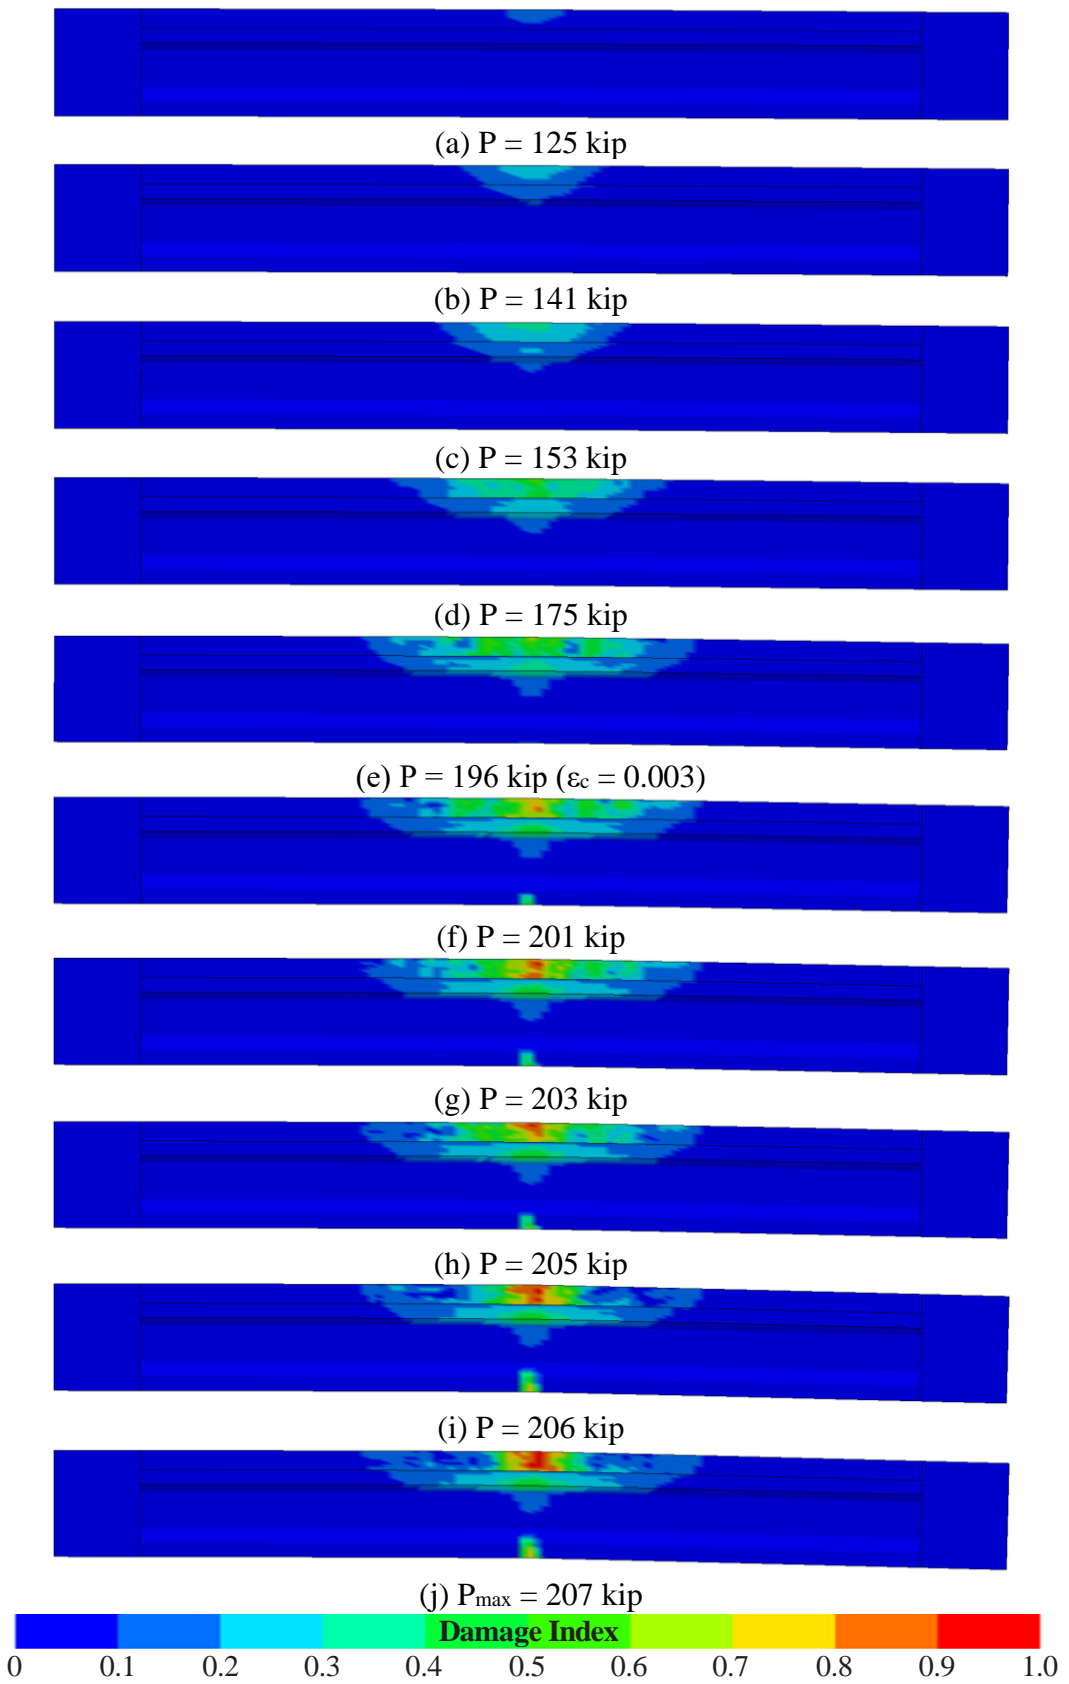 (a) P = 125 kip
(b) P = 141 kip
(c) P = 153 kip
(d) P = 175 kip
(e) P = 196 kip (εc = 0.003)
(f) P = 201 kip
(g) P = 203 kip
(h) P = 205 kip
(i) P = 206 kip
(j) Pmax = 207 kip
Damage Index
0 0.1 0.2 0.3 0.4 0.5 0.6 0.7 0.8 0.9 1.0